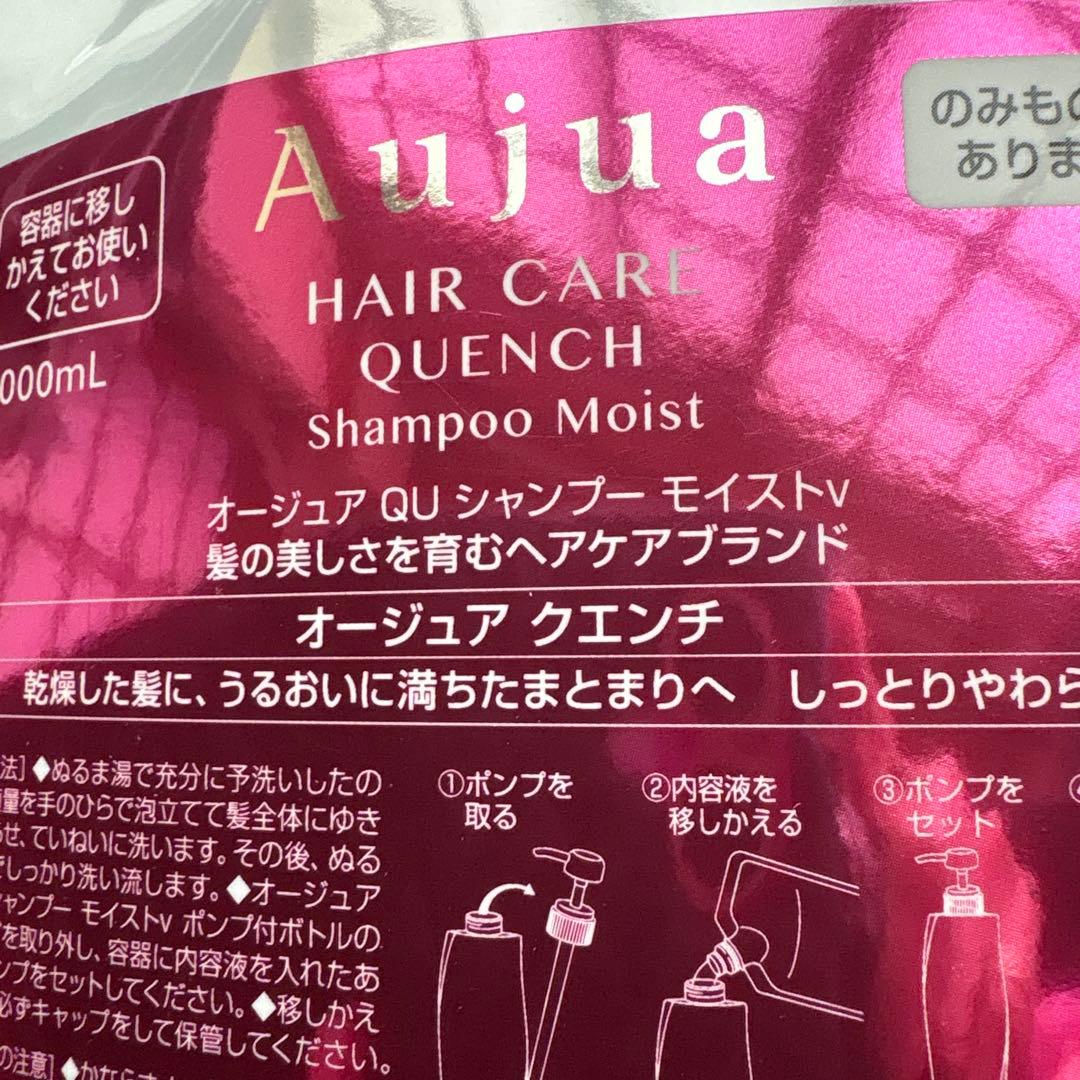 Aujua
のみもの
ありま
容器に移し
かえてお使い
ください
000mL
HAIR CARE
QUENCH
Shampoo Moist
オージュア QU シャンプー モイストv
髪の美しさを育むヘアケアブランド
オージュア クエンチ
乾燥した髪に、うるおいに満ちたまとまりへ しっとりやわら
法] ◆ぬるま湯で充分に予洗いしたの
量を手のひらで泡立てて髪全体にゆき
せ、ていねいに洗います。その後、ぬる
でしっかり洗い流します。◆オージュア
シャンプー モイストv ポンプ付ボトルの
を取り外し、容器に内容液を入れたあ
ンプをセットしてください。◆移しかえ
必ずキャップをして保管してください。
の注意] ◆かならず
①ポンプを
取る
②内容液を
移しかえる
③ポンプを
セット